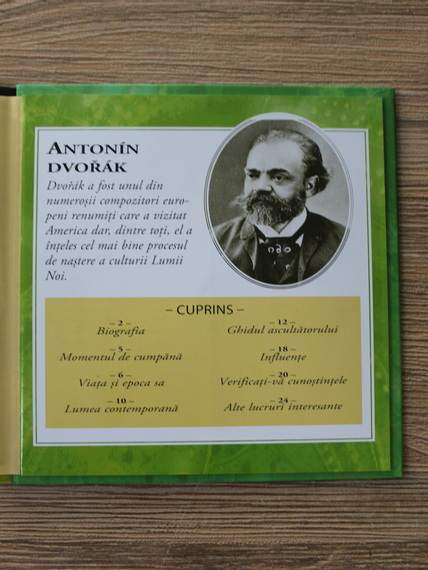 ANTONÍN
DVOŘÁK
Dvořák a fost unul din
numeroșii compozitori euro-
peni renumiți care a vizitat
America dar, dintre toți, el a
înțeles cel mai bine procesul
de naștere a culturii Lumii
Noi.
– CUPRINS –
– 2 –
Biografia
– 5 –
Momentul de cumpănă
– 6 –
Viața și epoca sa
– 10 –
Lumea contemporană
– 12 –
Ghidul ascultătorului
– 18 –
Influențe
– 20 –
Verificați-vă cunoștințele
– 24 –
Alte lucruri interesante